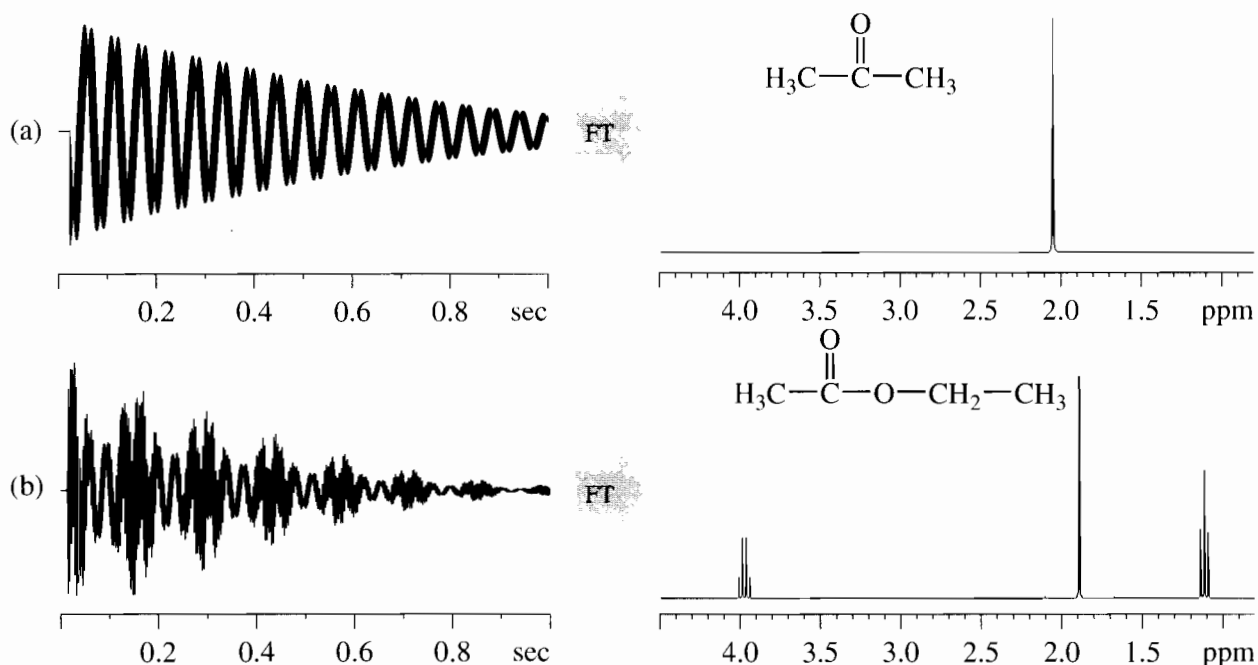 (a)
0.2 0.4 0.6 0.8 sec
FT
O
H₃C—C—CH₃
4.0 3.5 3.0 2.5 2.0 1.5 ppm
(b)
0.2 0.4 0.6 0.8 sec
FT
O
H₃C—C—O—CH₂—CH₃
4.0 3.5 3.0 2.5 2.0 1.5 ppm